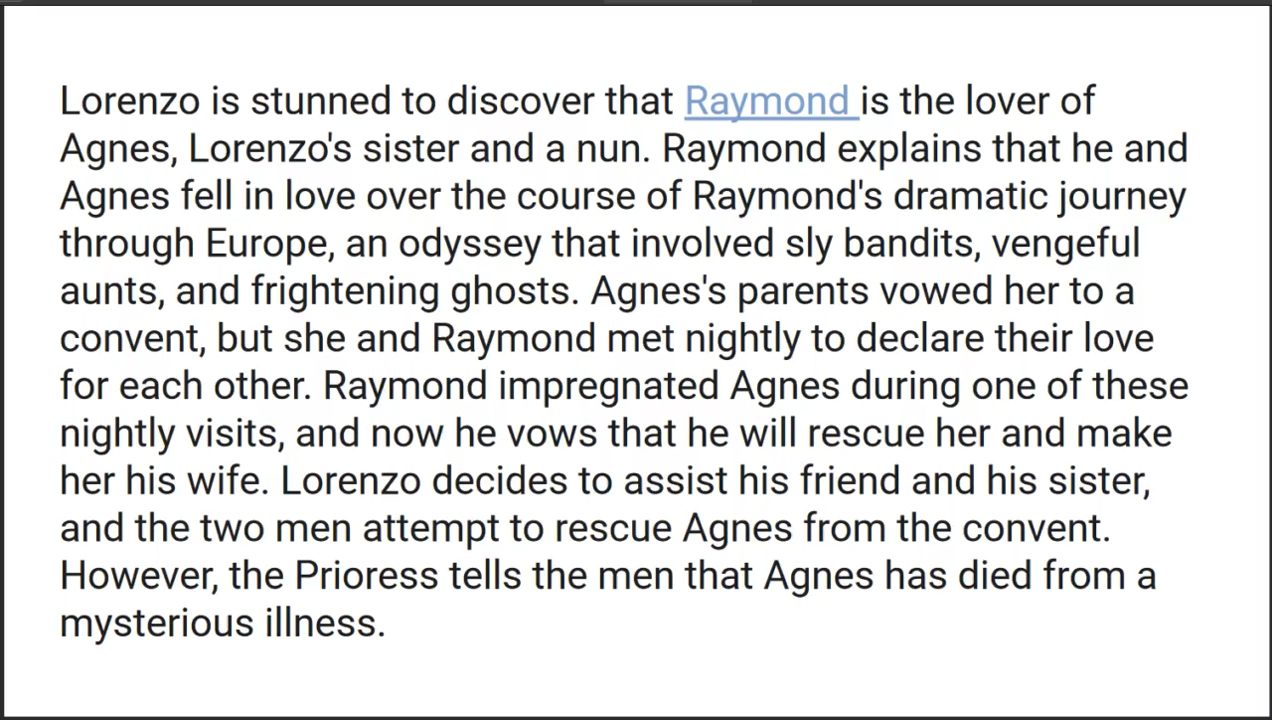 Lorenzo is stunned to discover that Raymond is the lover of
Agnes, Lorenzo's sister and a nun. Raymond explains that he and
Agnes fell in love over the course of Raymond's dramatic journey
through Europe, an odyssey that involved sly bandits, vengeful
aunts, and frightening ghosts. Agnes's parents vowed her to a
convent, but she and Raymond met nightly to declare their love
for each other. Raymond impregnated Agnes during one of these
nightly visits, and now he vows that he will rescue her and make
her his wife. Lorenzo decides to assist his friend and his sister,
and the two men attempt to rescue Agnes from the convent.
However, the Prioress tells the men that Agnes has died from a
mysterious illness.